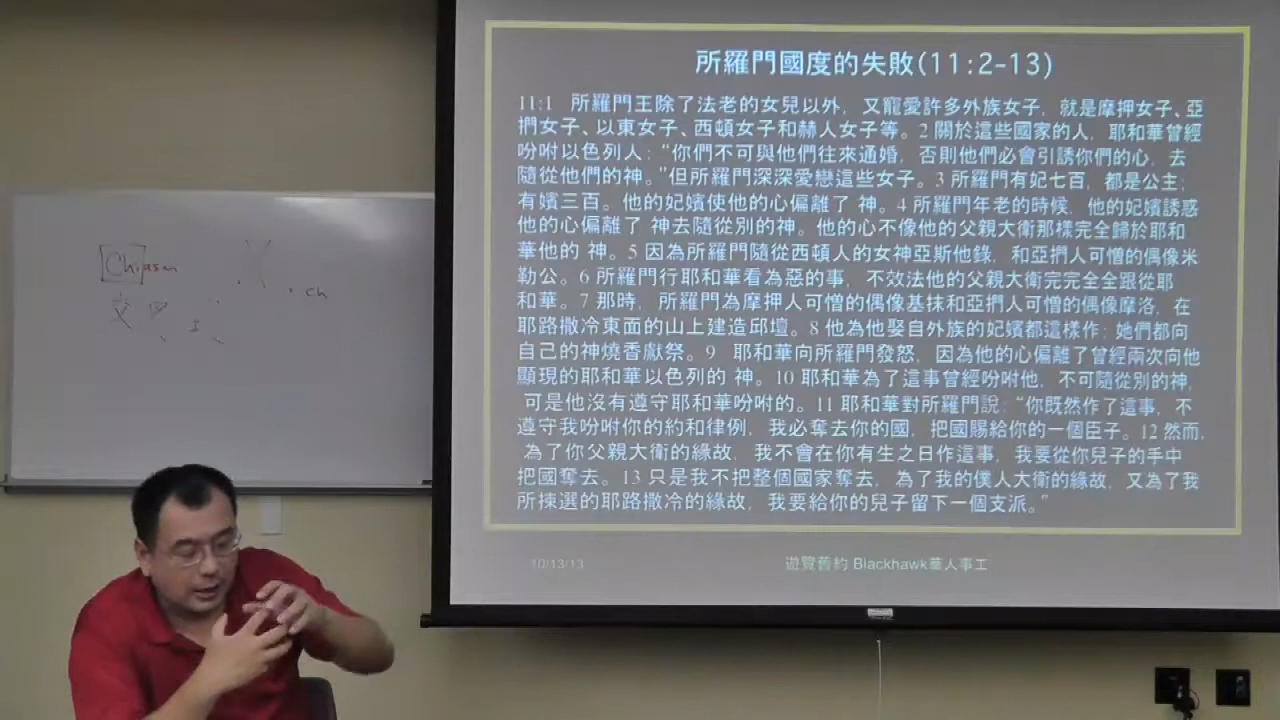 所羅門國度的失敗(11:2-13)
11:1 所羅門王除了法老的女兒以外，又寵愛許多外族女子，就是摩押女子、亞
捫女子、以東女子、西頓女子和赫人女子等。2 關於這些國家的人，耶和華曾經
吩咐以色列人："你們不可與他們往來通婚，否則他們必會引誘你們的心，去
隨從他們的神。"但所羅門深深愛戀這些女子。3 所羅門有妃七百，都是公主；
有嬪三百。他的妃嬪使他的心偏離了 神。4 所羅門年老的時候，他的妃嬪誘惑
他的心偏離了 神去隨從別的神。他的心不像他的父親大衛那樣完全歸於耶和
華他的 神。5 因為所羅門隨從西頓人的女神亞斯他錄，和亞捫人可憎的偶像米
勒公。6 所羅門行耶和華看為惡的事，不效法他的父親大衛完完全全跟從耶
和華。7 那時，所羅門為摩押人可憎的偶像基抹和亞捫人可憎的偶像摩洛，在
耶路撒冷東面的山上建造邱壇。8 他為他娶自外族的妃嬪都這樣作；她們都向
自己的神燒香獻祭。9 耶和華向所羅門發怒，因為他的心偏離了曾經兩次向他
顯現的耶和華以色列的 神。10 耶和華為了這事曾經吩咐他，不可隨從別的神，
可是他沒有遵守耶和華吩咐的。11 耶和華對所羅門說："你既然作了這事，不
遵守我吩咐你的約和律例，我必奪去你的國，把國賜給你的一個臣子。12 然而，
為了你父親大衛的緣故，我不會在你有生之日作這事，我要從你兒子的手中
把國奪去。13 只是我不把整個國家奪去，為了我的僕人大衛的緣故，又為了我
所揀選的耶路撒冷的緣故，我要給你的兒子留下一個支派。"
10/13/13 遊覽舊約 Blackhawk華人事工
ch